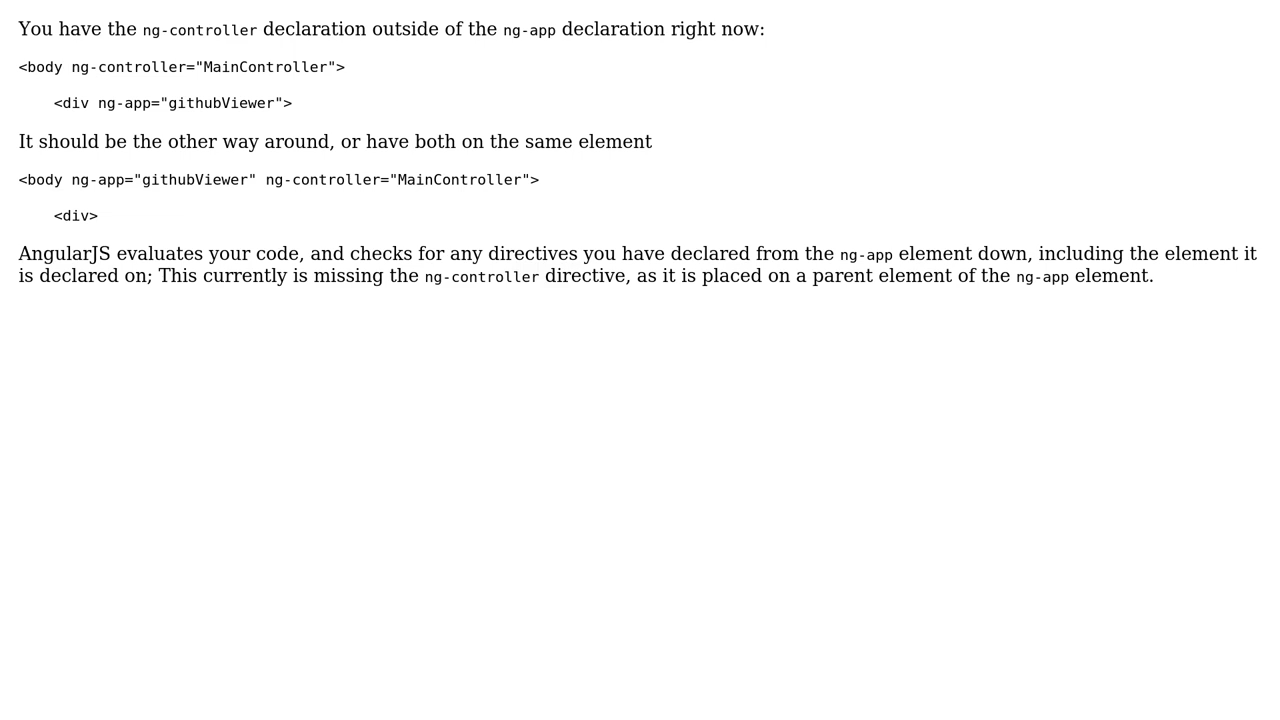 You have the ng-controller declaration outside of the ng-app declaration right now:
<body ng-controller="MainController">
    <div ng-app="githubViewer">
It should be the other way around, or have both on the same element
<body ng-app="githubViewer" ng-controller="MainController">
    <div>
AngularJS evaluates your code, and checks for any directives you have declared from the ng-app element down, including the element it
is declared on; This currently is missing the ng-controller directive, as it is placed on a parent element of the ng-app element.